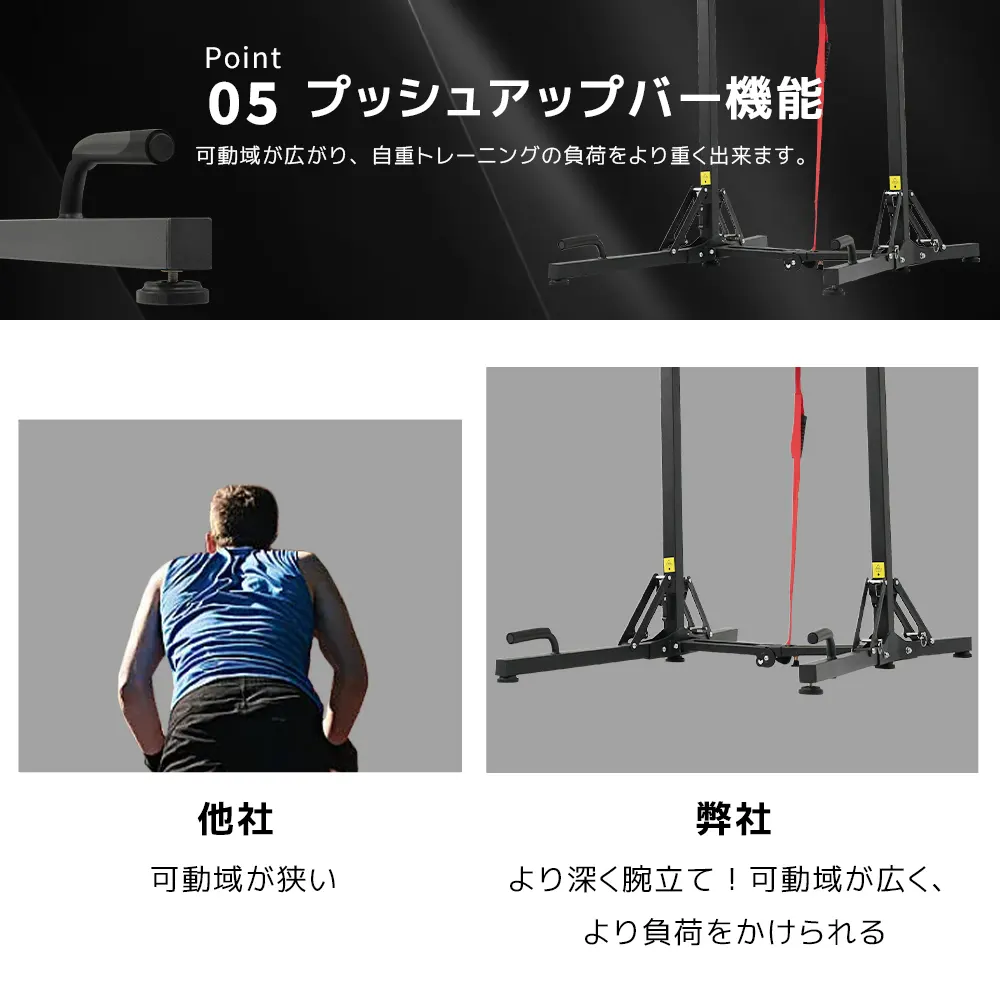 Point
05 プッシュアップバー機能
可動域が広がり、自重トレーニングの負荷をより重く出来ます。
他社
可動域が狭い
弊社
より深く腕立て！可動域が広く、
より負荷をかけられる